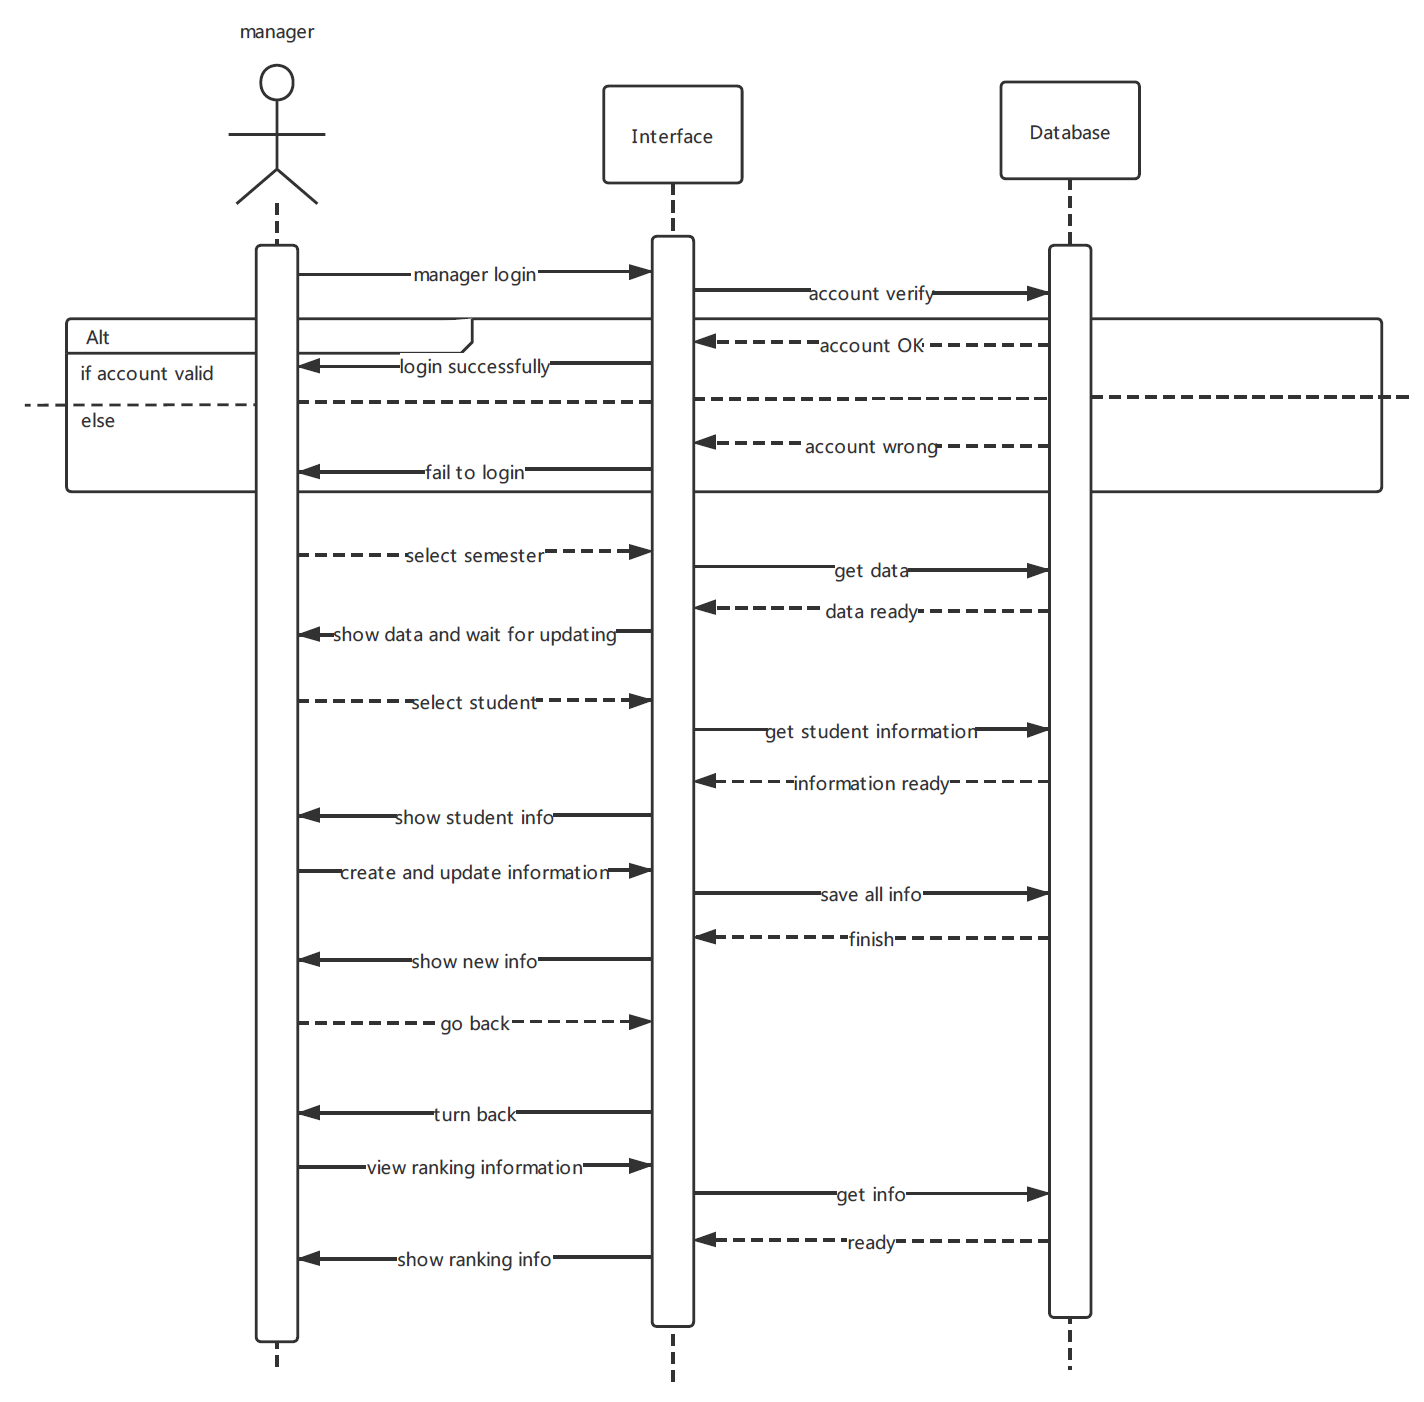 manager
Interface
Database
manager login
account verify
Alt
account OK
login successfully
if account valid
else
account wrong
fail to login
select semester
get data
data ready
show data and wait for updating
select student
get student information
information ready
show student info
create and update information
save all info
finish
show new info
go back
turn back
view ranking information
get info
ready
show ranking info